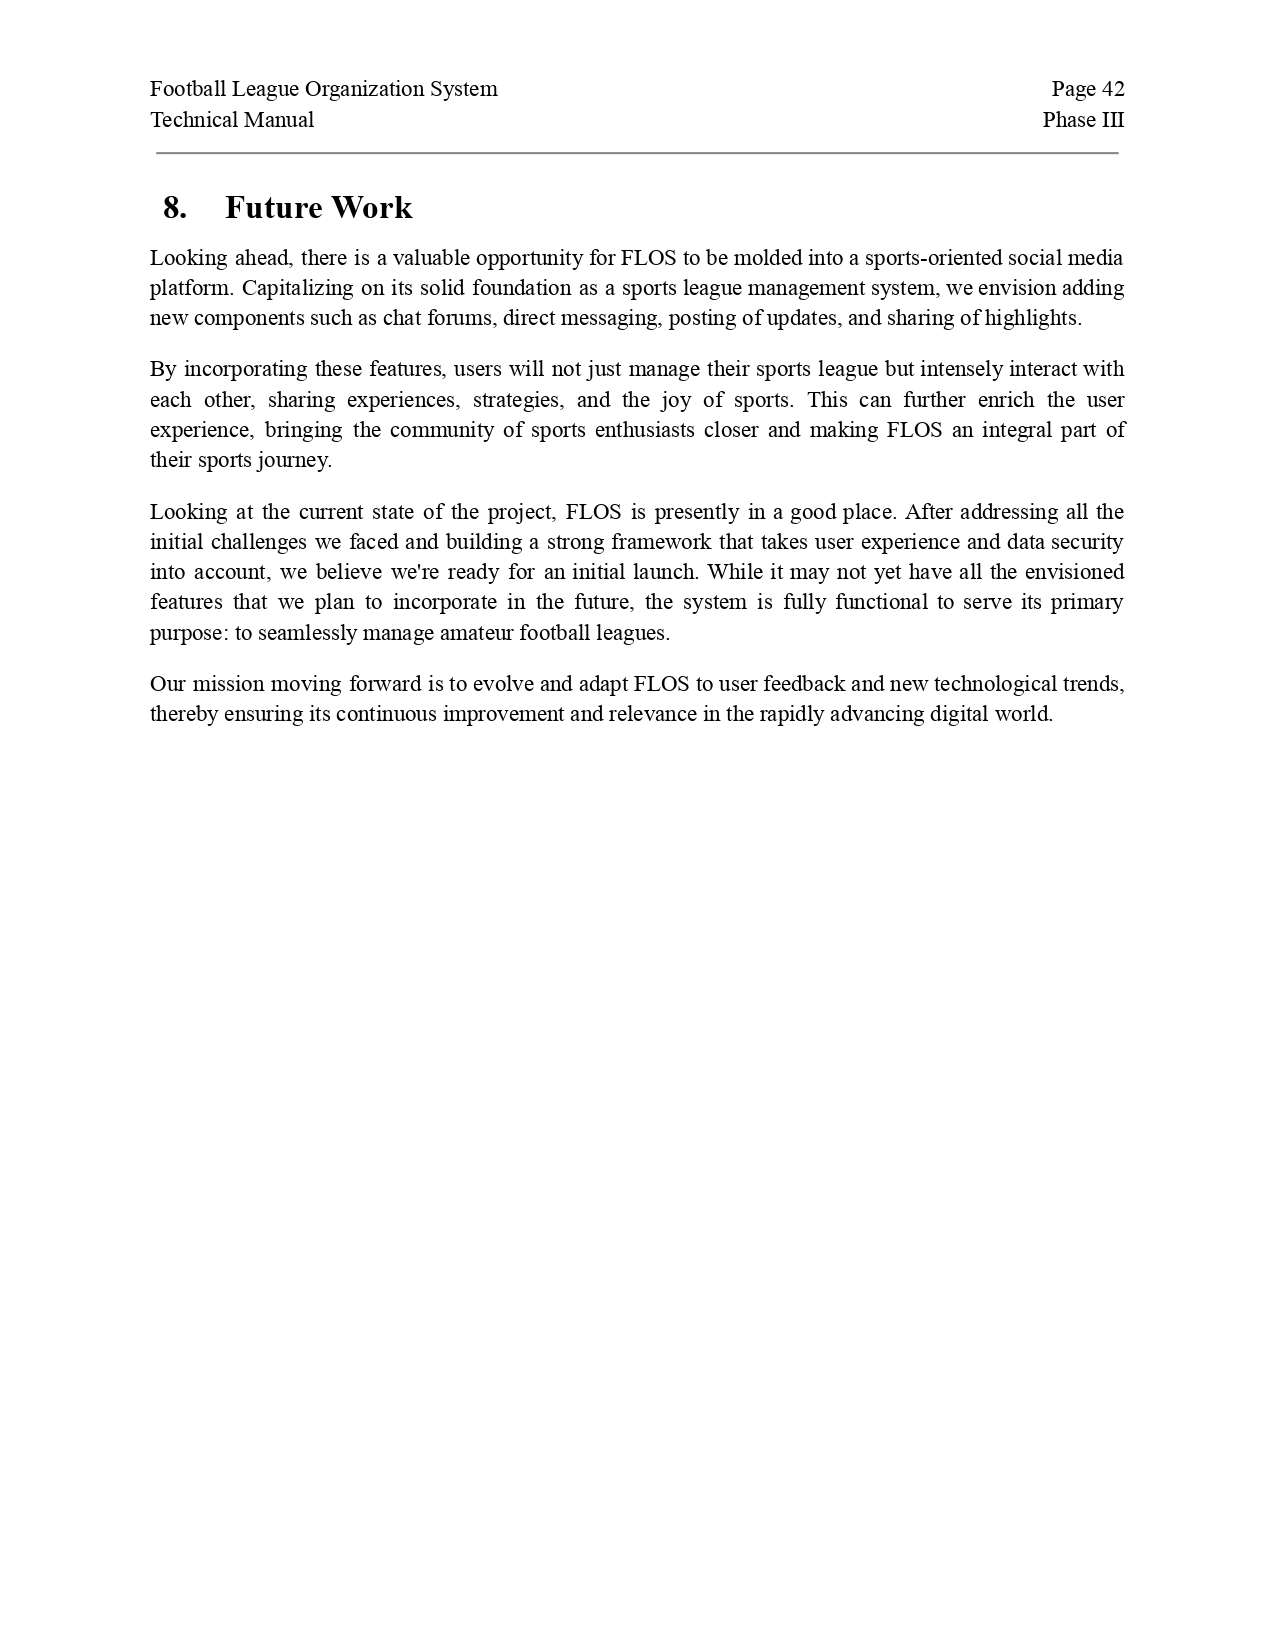 Football League Organization System Page 42
Technical Manual Phase III
8. Future Work
Looking ahead, there is a valuable opportunity for FLOS to be molded into a sports-oriented social media
platform. Capitalizing on its solid foundation as a sports league management system, we envision adding
new components such as chat forums, direct messaging, posting of updates, and sharing of highlights.
By incorporating these features, users will not just manage their sports league but intensely interact with
each other, sharing experiences, strategies, and the joy of sports. This can further enrich the user
experience, bringing the community of sports enthusiasts closer and making FLOS an integral part of
their sports journey.
Looking at the current state of the project, FLOS is presently in a good place. After addressing all the
initial challenges we faced and building a strong framework that takes user experience and data security
into account, we believe we're ready for an initial launch. While it may not yet have all the envisioned
features that we plan to incorporate in the future, the system is fully functional to serve its primary
purpose: to seamlessly manage amateur football leagues.
Our mission moving forward is to evolve and adapt FLOS to user feedback and new technological trends,
thereby ensuring its continuous improvement and relevance in the rapidly advancing digital world.